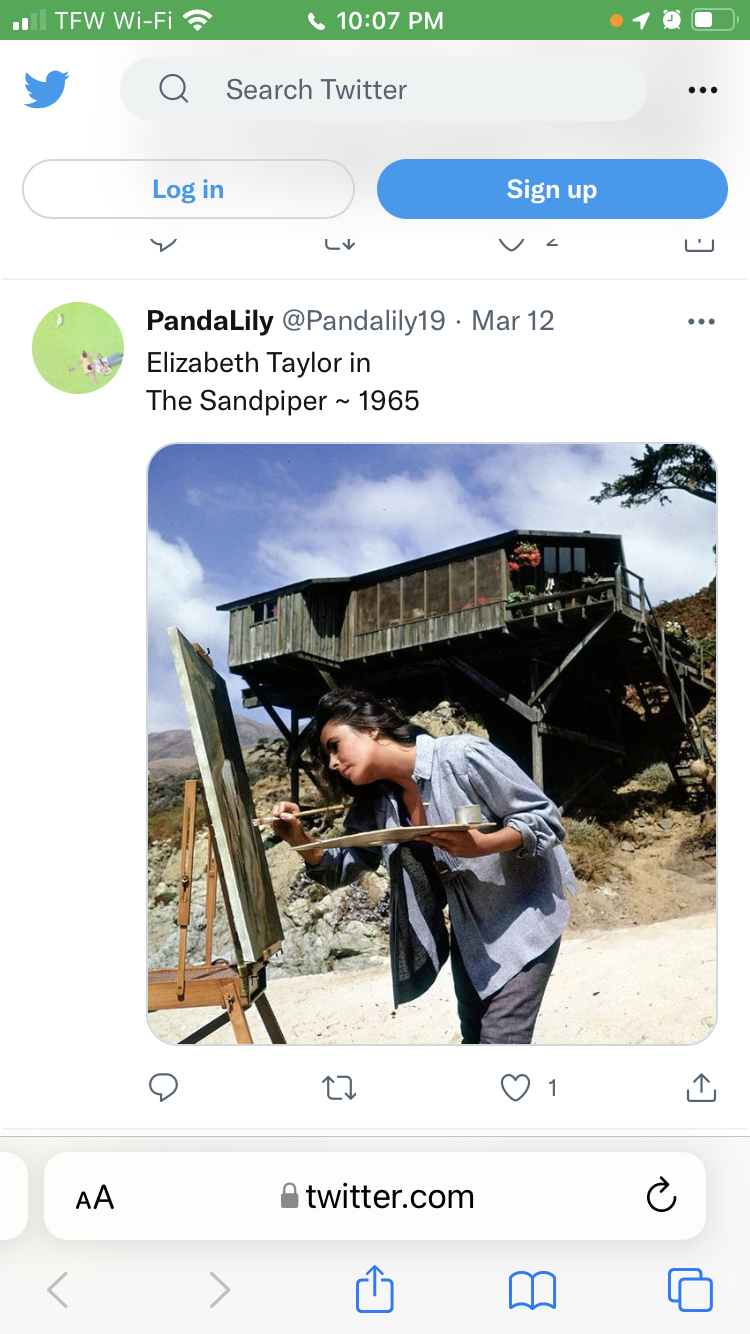 TFW Wi-Fi 10:07 PM
Search Twitter
Log in
Sign up
2
PandaLily @Pandalily19 · Mar 12
Elizabeth Taylor in
The Sandpiper ~ 1965
1
AA twitter.com